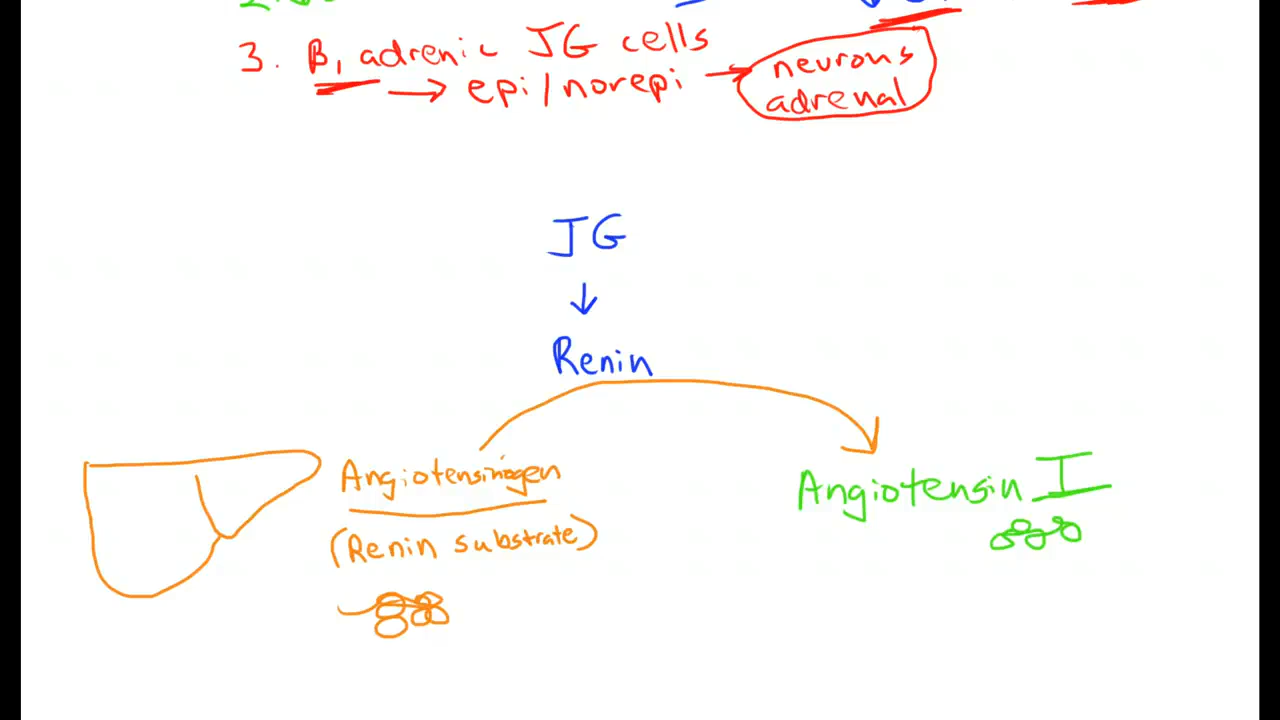 3. β₁ adrenic JG cells
→ epi/norepi → neurons
adrenal
JG
↓
Renin
Angiotensinogen
(Renin substrate)
Angiotensin I